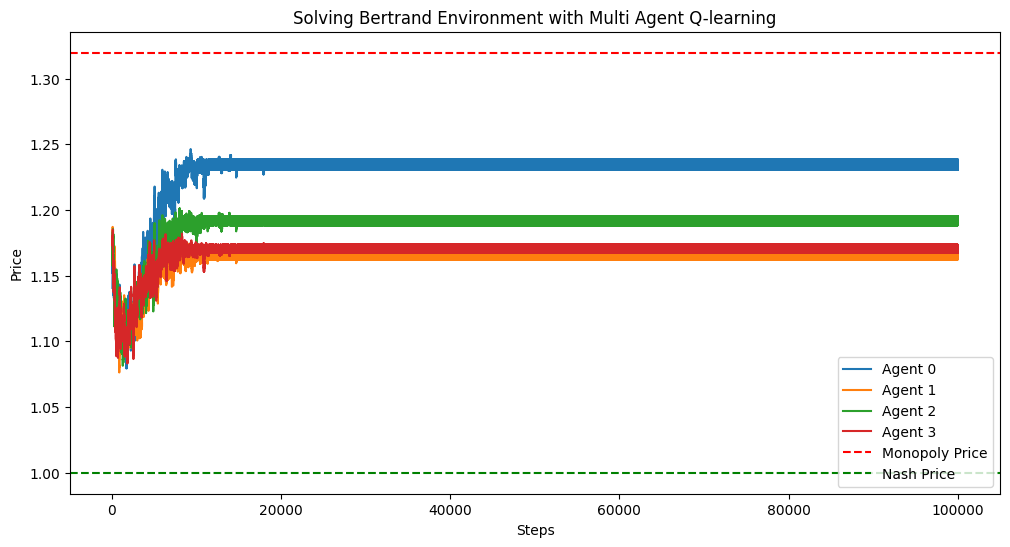 Solving Bertrand Environment with Multi Agent Q-learning
Price
1.30
1.25
1.20
1.15
1.10
1.05
1.00
Agent 0
Agent 1
Agent 2
Agent 3
Monopoly Price
Nash Price
0
20000
40000
60000
80000
100000
Steps